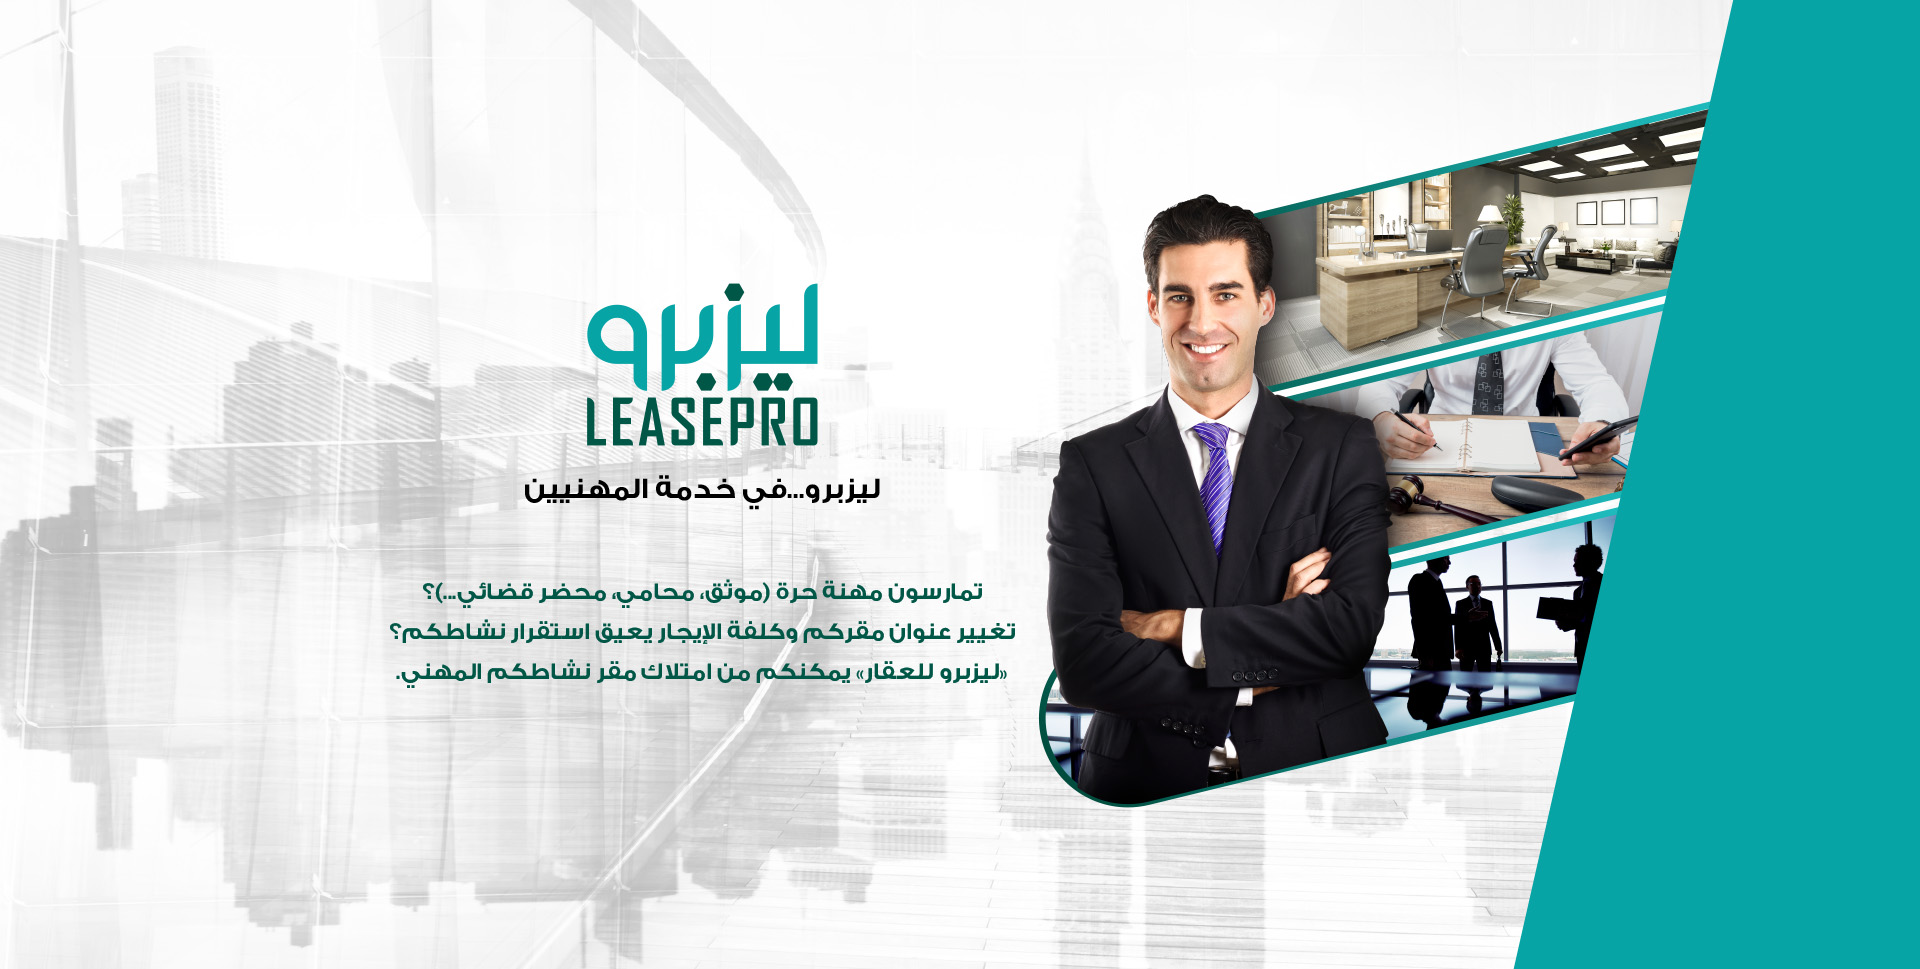 ليزبرو
LEASEPRO
ليزبرو...في خدمة المهنيين
تمارسون مهنة حرة (موثق، محامي، محضر قضائي...)؟
تغيير عنوان مقركم وكلفة الإيجار يعيق استقرار نشاطكم؟
«ليزبرو للعقار» يمكنكم من امتلاك مقر نشاطكم المهني.